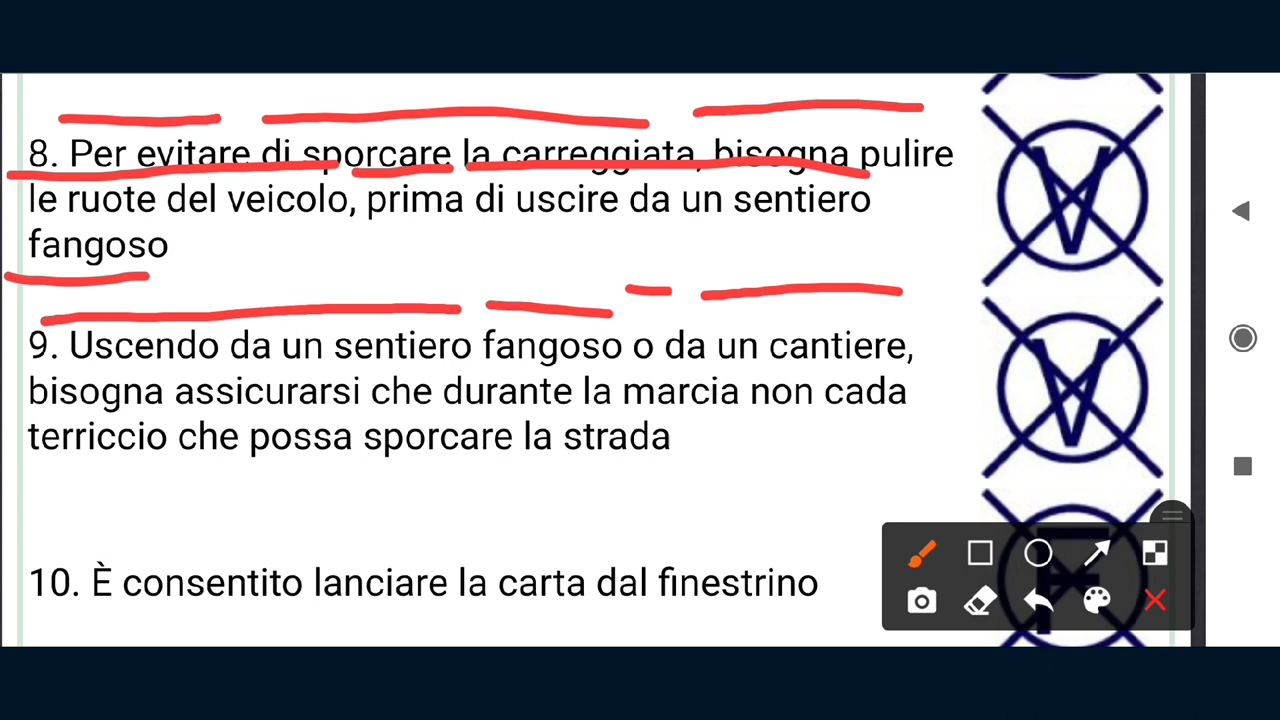 8. Per evitare di sporcare la carreggiata, bisogna pulire
le ruote del veicolo, prima di uscire da un sentiero
fangoso
V
9. Uscendo da un sentiero fangoso o da un cantiere,
bisogna assicurarsi che durante la marcia non cada
terriccio che possa sporcare la strada
V
10. È consentito lanciare la carta dal finestrino
F